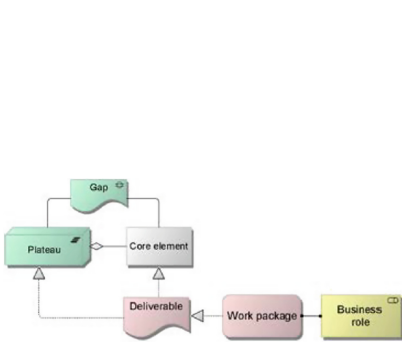 Gap
Plateau
Core element
Deliverable
Work package
Business
role